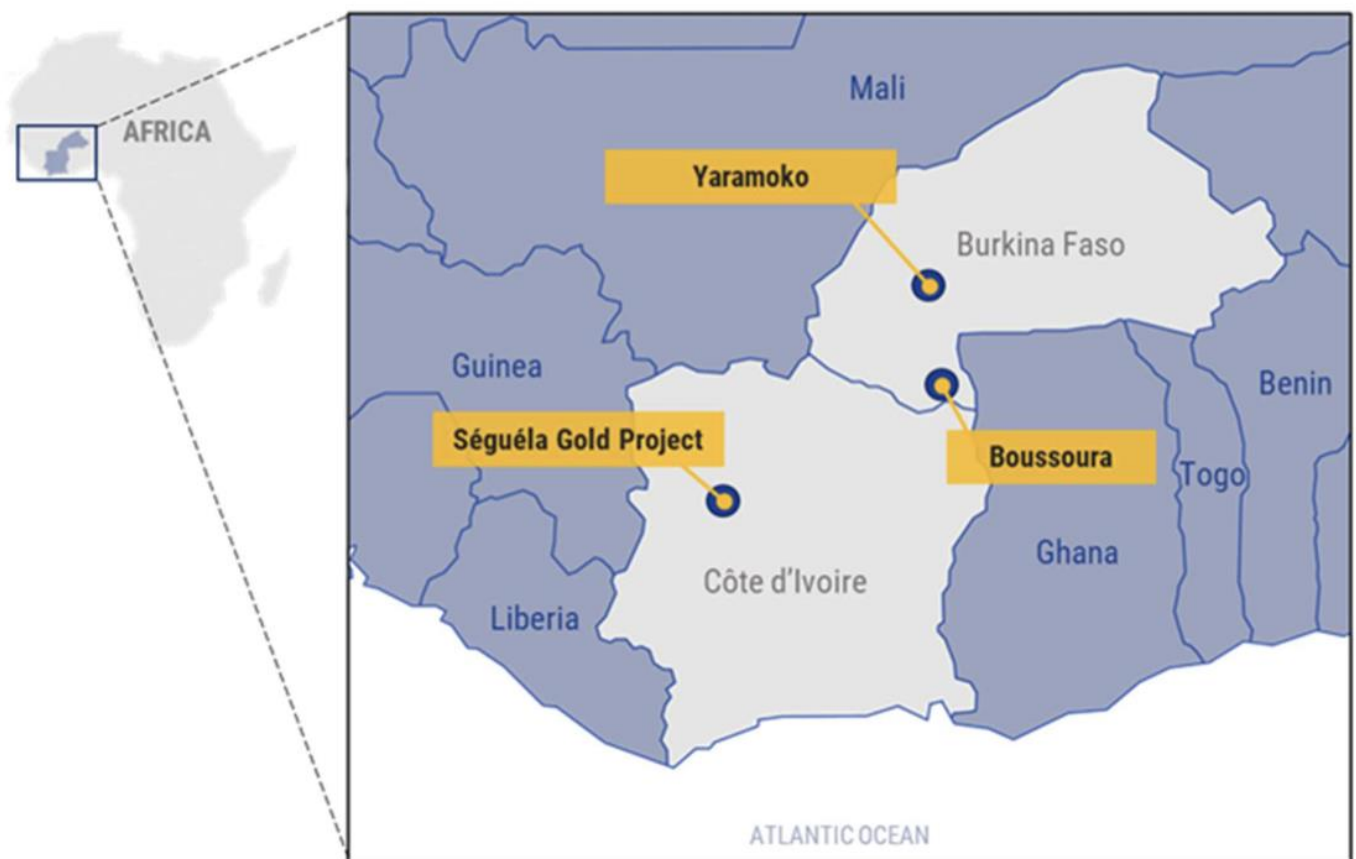 AFRICA
Mali
Yaramoko
Burkina Faso
Guinea
Benin
Séguéla Gold Project
Boussoura
Togo
Ghana
Côte d’Ivoire
Liberia
ATLANTIC OCEAN